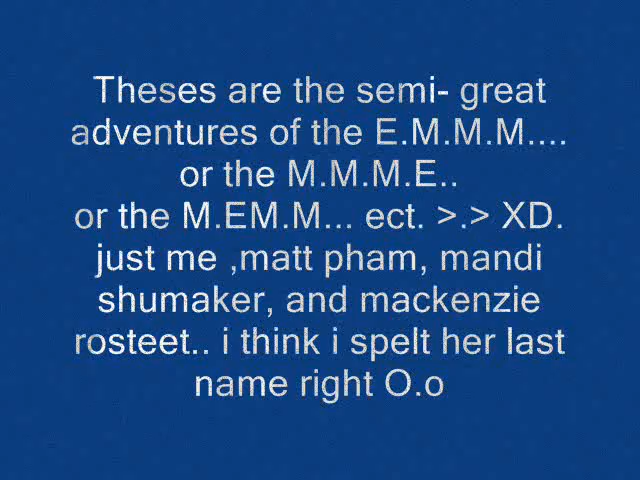 Theses are the semi- great
adventures of the E.M.M.M....
or the M.M.M.E..
or the M.EM.M... ect. >.> XD.
just me ,matt pham, mandi
shumaker, and mackenzie
rosteet.. i think i spelt her last
name right O.o